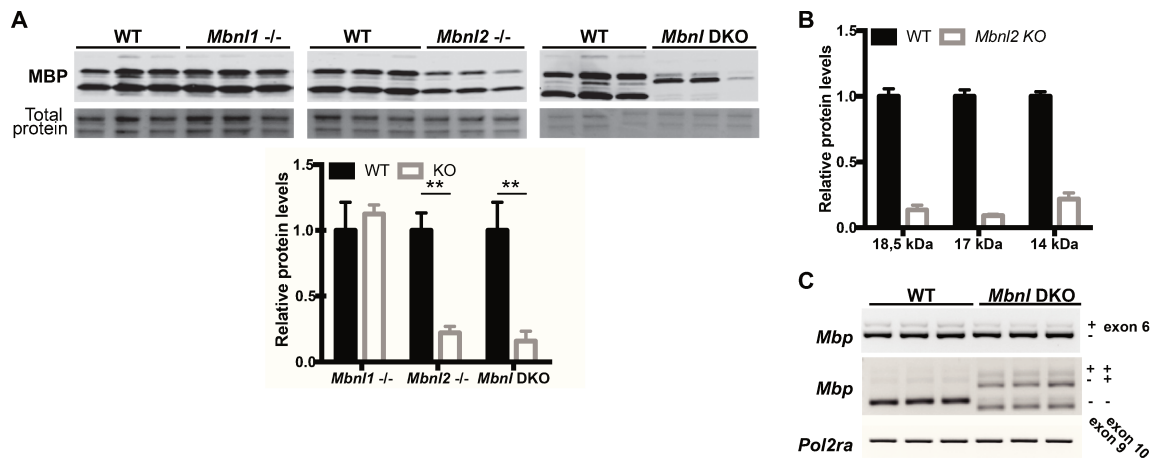 A
WT Mbnl1 -/- WT Mbnl2 -/- WT Mbnl DKO
MBP
Total
protein
1.5
1.0
0.5
0.0
Relative protein levels
WT KO
** **
Mbnl1 -/- Mbnl2 -/- Mbnl DKO
B
1.5
1.0
0.5
0.0
Relative protein levels
WT Mbnl2 KO
18,5 kDa 17 kDa 14 kDa
C
WT Mbnl DKO
Mbp
+ exon 6
-
Mbp
+ +
- +
- -
exon 9
exon 10
Pol2ra